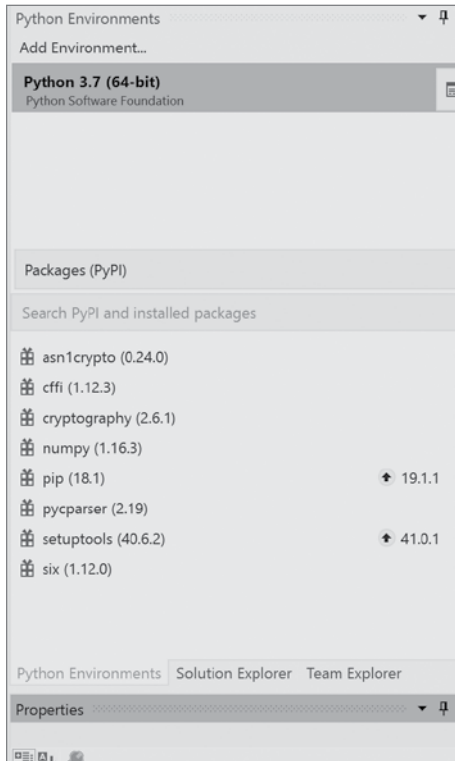 Python Environments
Add Environment...
Python 3.7 (64-bit)
Python Software Foundation
Packages (PyPI)
Search PyPI and installed packages
asn1crypto (0.24.0)
cffi (1.12.3)
cryptography (2.6.1)
numpy (1.16.3)
pip (18.1) 19.1.1
pycparser (2.19)
setuptools (40.6.2) 41.0.1
six (1.12.0)
Python Environments Solution Explorer Team Explorer
Properties